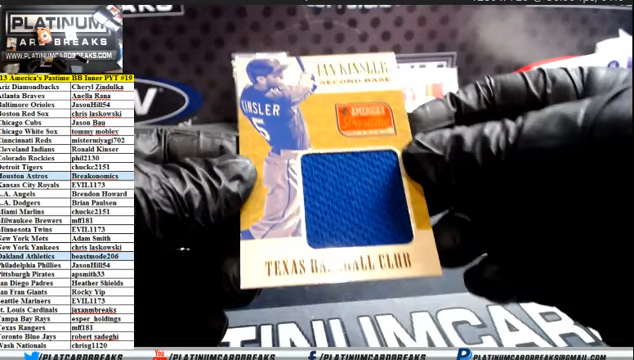 PLATINUM
CARD BREAKS
WWW.PLATINUMCARDBREAKS.COM
13 America's Pastime BB Inner PYT #19
Ariz Diamondbacks Cheryl Zindulka
Atlanta Braves Anella Rana
Baltimore Orioles JasonHill54
Boston Red Sox chris laskowski
Chicago Cubs Jason Bau
Chicago White Sox tommy mobley
Cincinnati Reds mistermiyagi702
Cleveland Indians Ronald Kinser
Colorado Rockies phil2130
Detroit Tigers chuckc2151
Houston Astros Breakonomics
Kansas City Royals EVIL1173
L.A. Angels Brendon Howard
L.A. Dodgers Brian Paulsen
Miami Marlins chuckc2151
Milwaukee Brewers mff181
Minnesota Twins EVIL1173
New York Mets Adam Smith
New York Yankees chris laskowski
Oakland Athletics beastmode206
Philadelphia Phillies JasonHill54
Pittsburgh Pirates apsmith33
San Diego Padres Heather Shields
San Fran Giants Rocky Yip
Seattle Mariners EVIL1173
St. Louis Cardinals jaxanmbreaks
Tampa Bay Rays esper_holdings
Texas Rangers mff181
Toronto Blue Jays robert sadeghi
Wash Nationals chrisg1120
IAN KINSLER
SECOND BASE
KINSLER
5
AMERICAN
TEXAS BASEBALL CLUB
TINUMCAR
/PLATCARDBREAKS
/PLATINUMCARDBREAKS
/PLATINUMCARDBREAKS
WWW.PLATINUMCARDBREAKS.COM